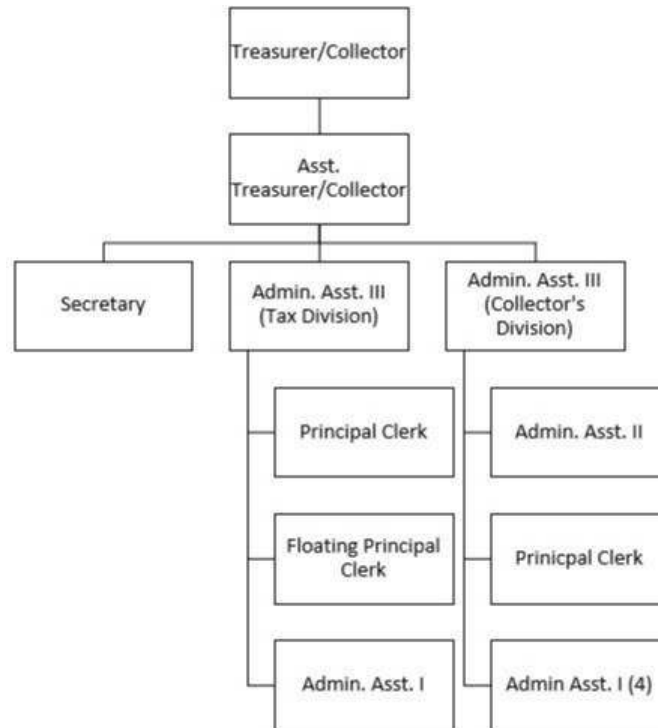 Treasurer/Collector
Asst.
Treasurer/Collector
Secretary
Admin. Asst. III
(Tax Division)
Admin. Asst. III
(Collector's
Division)
Principal Clerk
Admin. Asst. II
Floating Principal
Clerk
Prinicpal Clerk
Admin. Asst. I
Admin Asst. I (4)